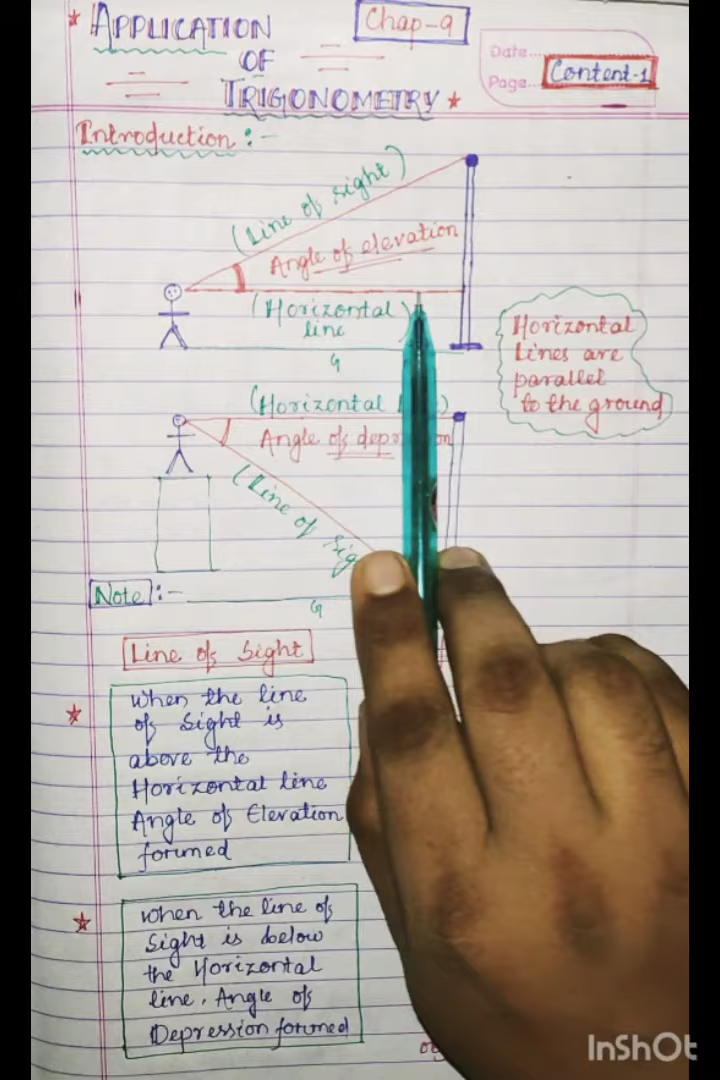 APPLICATION
OF
TRIGONOMETRY
Chap-9
Date....
Page...
Content-1
Introduction :-
(Line of sight)
Angle of elevation
(Horizontal
line
)
G
Horizontal
Lines are
parallel
to the ground
(Horizontal
)
Angle of
(Line of
G
Note :-
Line of Sight
When the line
of Sight is
above the
Horizontal line
Angle of Elevation
formed
When the line of
Sight is below
the Horizontal
line. Angle of
Depression formed
InShOt